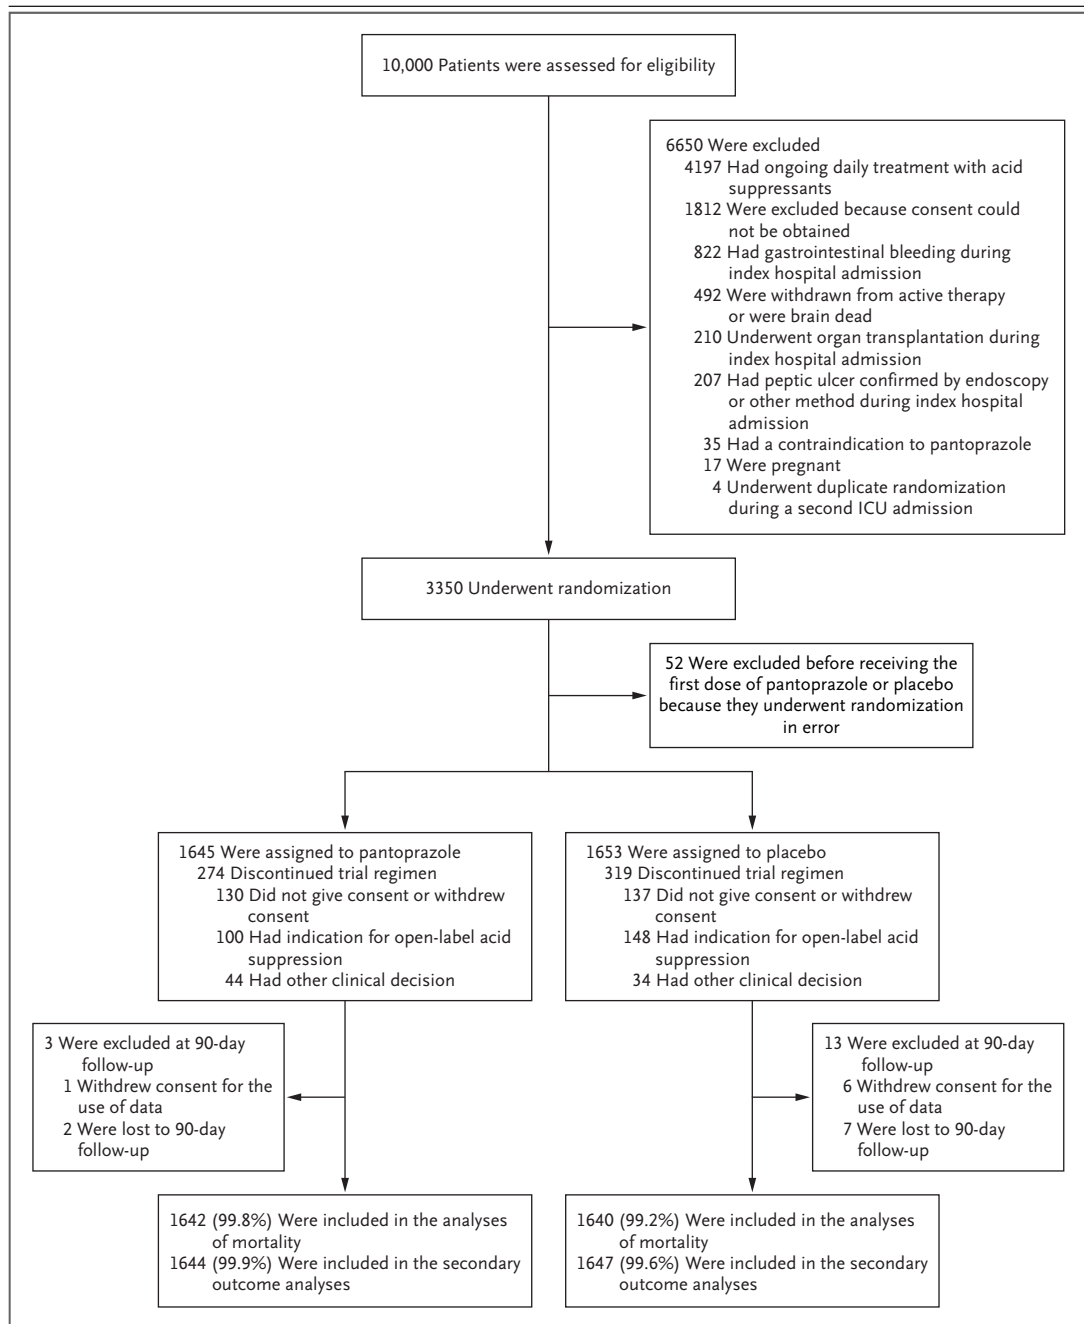 10,000 Patients were assessed for eligibility
6650 Were excluded
4197 Had ongoing daily treatment with acid
suppressants
1812 Were excluded because consent could
not be obtained
822 Had gastrointestinal bleeding during
index hospital admission
492 Were withdrawn from active therapy
or were brain dead
210 Underwent organ transplantation during
index hospital admission
207 Had peptic ulcer confirmed by endoscopy
or other method during index hospital
admission
35 Had a contraindication to pantoprazole
17 Were pregnant
4 Underwent duplicate randomization
during a second ICU admission
3350 Underwent randomization
52 Were excluded before receiving the
first dose of pantoprazole or placebo
because they underwent randomization
in error
1645 Were assigned to pantoprazole
274 Discontinued trial regimen
130 Did not give consent or withdrew
consent
100 Had indication for open-label acid
suppression
44 Had other clinical decision
1653 Were assigned to placebo
319 Discontinued trial regimen
137 Did not give consent or withdrew
consent
148 Had indication for open-label acid
suppression
34 Had other clinical decision
3 Were excluded at 90-day
follow-up
1 Withdrew consent for the
use of data
2 Were lost to 90-day
follow-up
13 Were excluded at 90-day
follow-up
6 Withdrew consent for the
use of data
7 Were lost to 90-day
follow-up
1642 (99.8%) Were included in the analyses
of mortality
1644 (99.9%) Were included in the secondary
outcome analyses
1640 (99.2%) Were included in the analyses
of mortality
1647 (99.6%) Were included in the secondary
outcome analyses